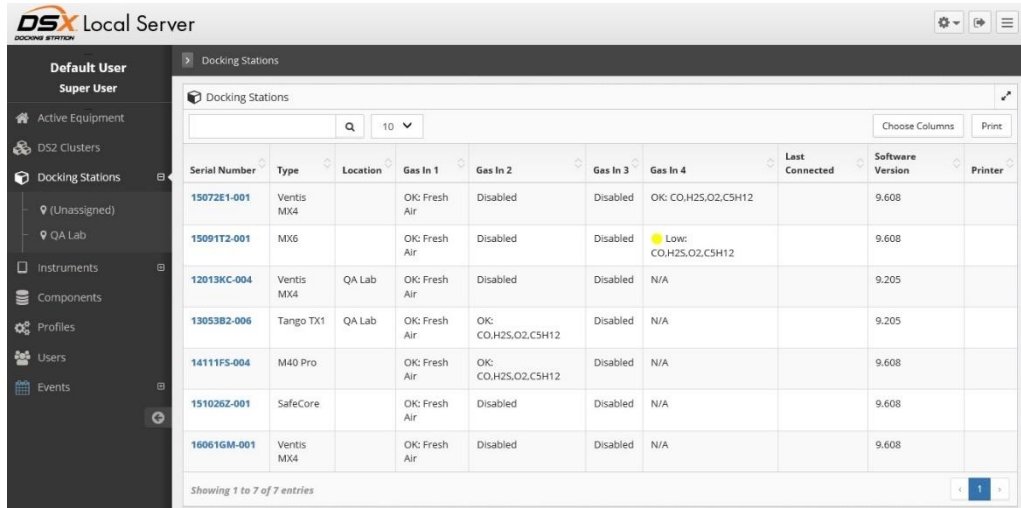 DSX Local Server
DOCKING STATION
Default User
Super User
Active Equipment
DS2 Clusters
Docking Stations
(Unassigned)
QA Lab
Instruments
Components
Profiles
Users
Events
Docking Stations
Docking Stations
10
Choose Columns Print
Serial Number Type Location Gas In 1 Gas In 2 Gas In 3 Gas In 4 Last Connected Software Version Printer
15072E1-001 Ventis MX4 OK: Fresh Air Disabled Disabled OK: CO,H2S,O2,C5H12 9.608
15091T2-001 MX6 OK: Fresh Air Disabled Disabled Low: CO,H2S,O2,C5H12 9.608
12013KC-004 Ventis MX4 QA Lab OK: Fresh Air Disabled Disabled N/A 9.205
13053B2-006 Tango TX1 QA Lab OK: Fresh Air OK: CO,H2S,O2,C5H12 Disabled N/A 9.205
14111FS-004 M40 Pro OK: Fresh Air OK: CO,H2S,O2,C5H12 Disabled N/A 9.608
151026Z-001 SafeCore OK: Fresh Air Disabled Disabled N/A 9.608
16061GM-001 Ventis MX4 OK: Fresh Air Disabled Disabled N/A 9.608
Showing 1 to 7 of 7 entries
1